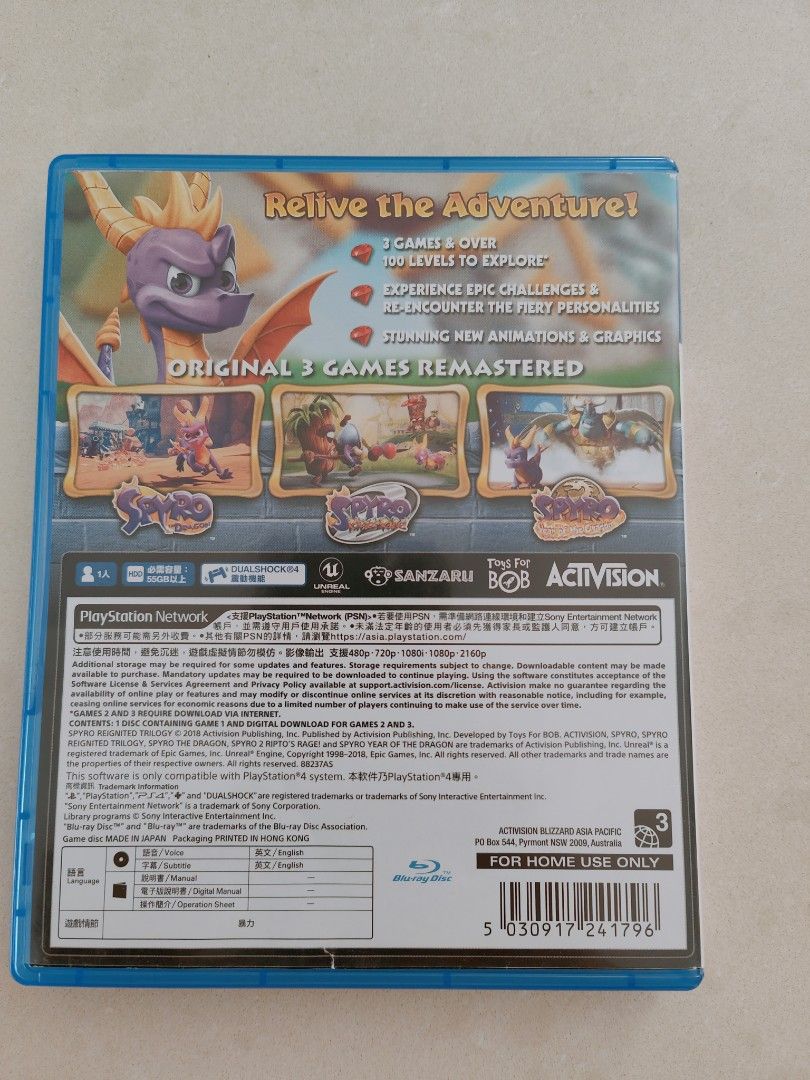 Relive the Adventure!
3 GAMES & OVER
100 LEVELS TO EXPLORE*
EXPERIENCE EPIC CHALLENGES &
RE-ENCOUNTER THE FIERY PERSONALITIES
STUNNING NEW ANIMATIONS & GRAPHICS
ORIGINAL 3 GAMES REMASTERED
SPYRO THE DRAGON™
SPYRO ™
SPYRO ™
1人
HDD 必需容量: 55GB以上
DUALSHOCK®4 震動機能
UNREAL ENGINE
SANZARU
Toys For BOB
ACTIVISION
PlayStation Network
<支援PlayStation™Network (PSN)>•若要使用PSN，需準備網路連線環境和建立Sony Entertainment Network
帳戶，並需遵守用戶使用承諾。•未滿法定年齡的使用者必須先獲得家長或監護人同意，方可建立帳戶。
•部分服務可能需另外收費。•其他有關PSN的詳情，請瀏覽https://asia.playstation.com/
注意使用時間，避免沉迷，遊戲虛擬情節勿模仿。影像輸出 支援480p・720p・1080i・1080p・2160p
Additional storage may be required for some updates and features. Storage requirements subject to change. Downloadable content may be made
available to purchase. Mandatory updates may be required to be downloaded to continue playing. Using the software constitutes acceptance of the
Software License & Services Agreement and Privacy Policy available at support.activision.com/license. Activision make no guarantee regarding the
availability of online play or features and may modify or discontinue online services at its discretion with reasonable notice, including for example,
ceasing online services for economic reasons due to a limited number of players continuing to make use of the service over time.
*GAMES 2 AND 3 REQUIRE DOWNLOAD VIA INTERNET.
CONTENTS: 1 DISC CONTAINING GAME 1 AND DIGITAL DOWNLOAD FOR GAMES 2 AND 3.
SPYRO REIGNITED TRILOGY © 2018 Activision Publishing, Inc. Published by Activision Publishing, Inc. Developed by Toys For BOB. ACTIVISION, SPYRO, SPYRO
REIGNITED TRILOGY, SPYRO THE DRAGON, SPYRO 2 RIPTO'S RAGE! and SPYRO YEAR OF THE DRAGON are trademarks of Activision Publishing, Inc. Unreal® is a
registered trademark of Epic Games, Inc. Unreal® Engine, Copyright 1998–2018, Epic Games, Inc. All rights reserved. All other trademarks and trade names are
the properties of their respective owners. All rights reserved. 88237AS
This software is only compatible with PlayStation®4 system. 本軟件乃PlayStation®4專用。
商標資訊 Trademark Information
"PlayStation", "PS4", and "DUALSHOCK" are registered trademarks or trademarks of Sony Interactive Entertainment Inc.
"Sony Entertainment Network" is a trademark of Sony Corporation.
Library programs © Sony Interactive Entertainment Inc.
"Blu-ray Disc™" and "Blu-ray™" are trademarks of the Blu-ray Disc Association.
Game disc MADE IN JAPAN Packaging PRINTED IN HONG KONG
語言 Language
語音/Voice 英文/English
字幕/Subtitle 英文/English
說明書/Manual —
電子版說明書/Digital Manual —
操作簡介/Operation Sheet —
遊戲情節 暴力
Blu-ray Disc™
3
ACTIVISION BLIZZARD ASIA PACIFIC
PO Box 544, Pyrmont NSW 2009, Australia
FOR HOME USE ONLY
5 030917 241796